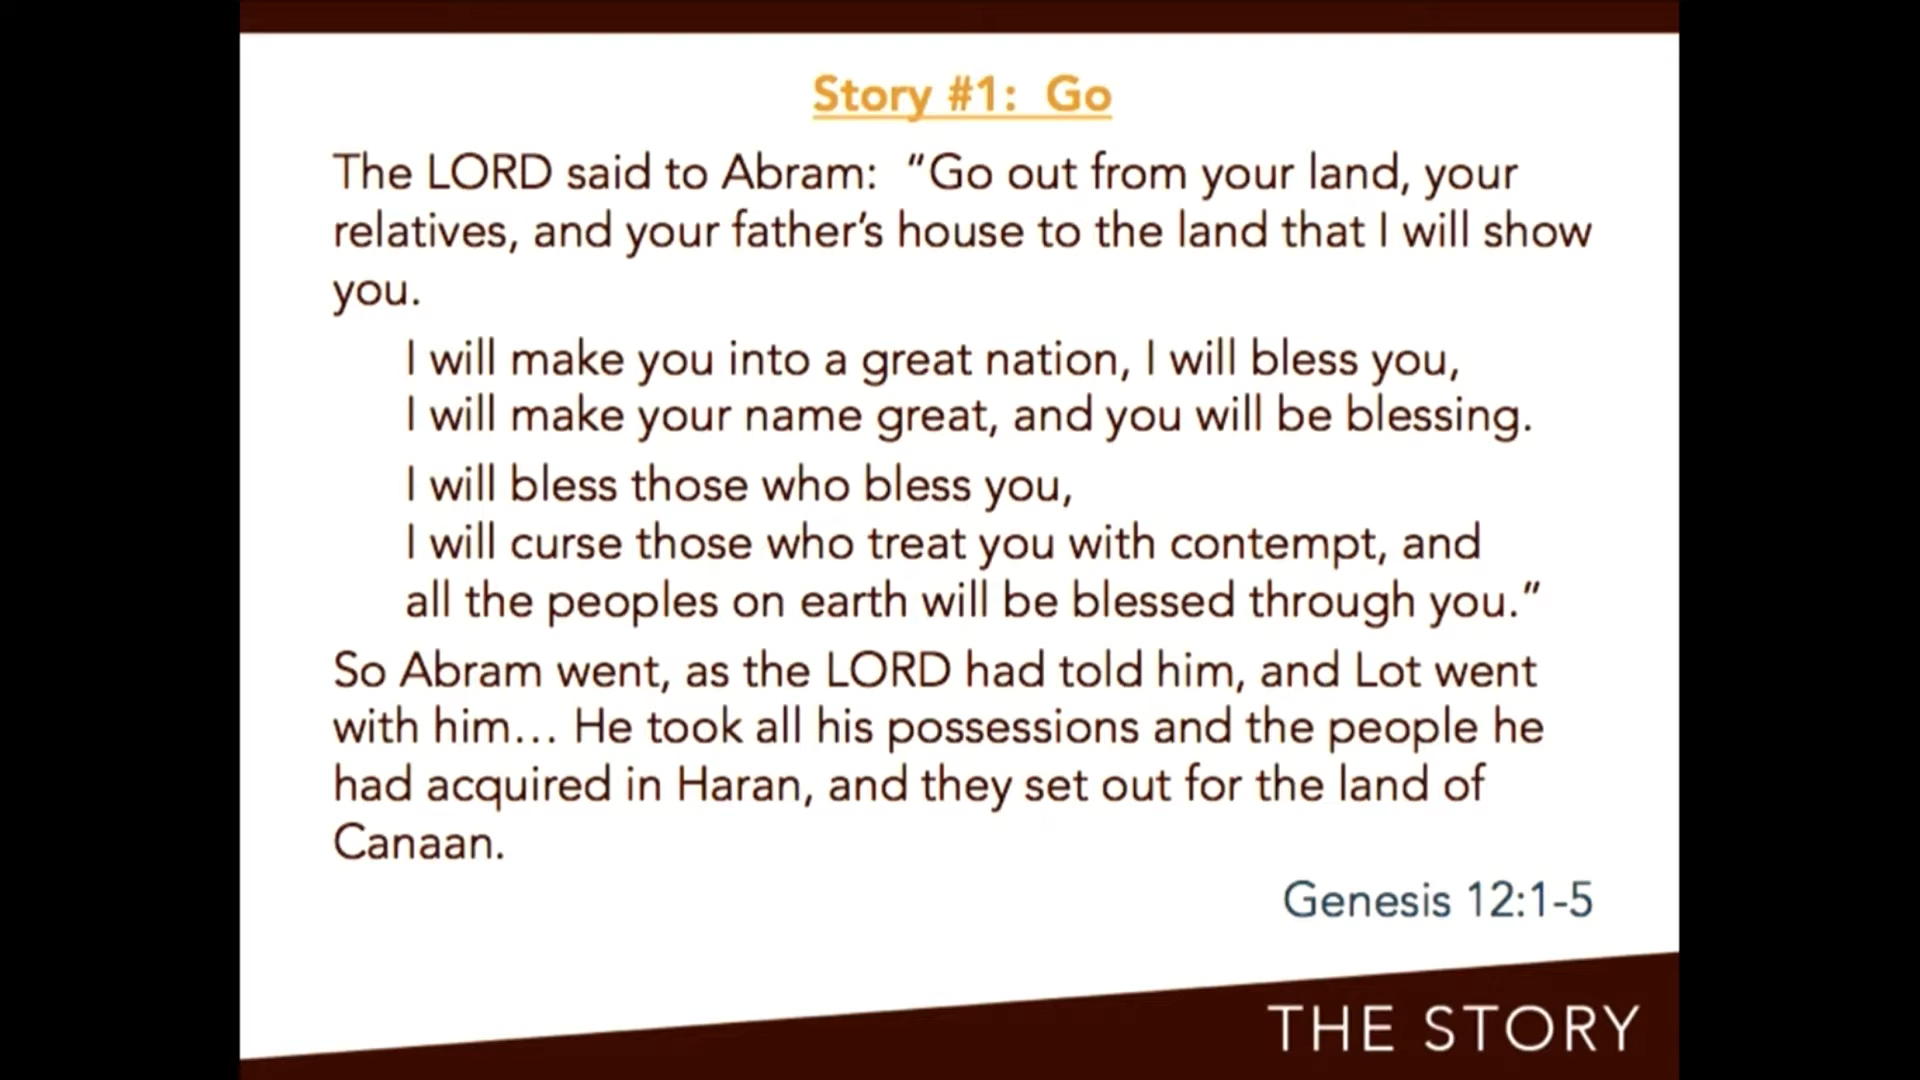 Story #1:  Go
The LORD said to Abram:  “Go out from your land, your
relatives, and your father’s house to the land that I will show
you.
I will make you into a great nation, I will bless you,
I will make your name great, and you will be blessing.
I will bless those who bless you,
I will curse those who treat you with contempt, and
all the peoples on earth will be blessed through you.”
So Abram went, as the LORD had told him, and Lot went
with him… He took all his possessions and the people he
had acquired in Haran, and they set out for the land of
Canaan.
Genesis 12:1-5
THE STORY